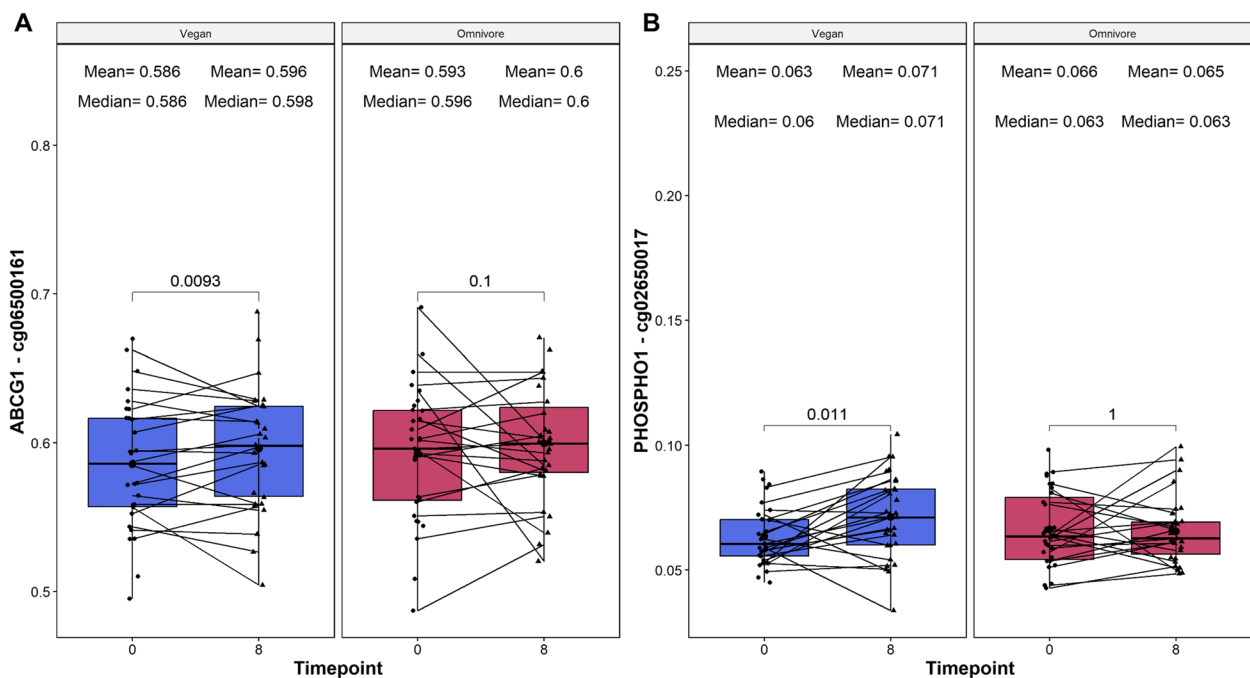 A
Vegan
Omnivore
Mean= 0.586 Mean= 0.596
Median= 0.586 Median= 0.598
Mean= 0.593 Mean= 0.6
Median= 0.596 Median= 0.6
ABCG1 - cg06500161
0.8
0.7
0.6
0.5
0.0093
0.1
0 8
0 8
Timepoint
B
Vegan
Omnivore
Mean= 0.063 Mean= 0.071
Median= 0.06 Median= 0.071
Mean= 0.066 Mean= 0.065
Median= 0.063 Median= 0.063
PHOSPHO1 - cg02650017
0.25
0.20
0.15
0.10
0.05
0.011
1
0 8
0 8
Timepoint